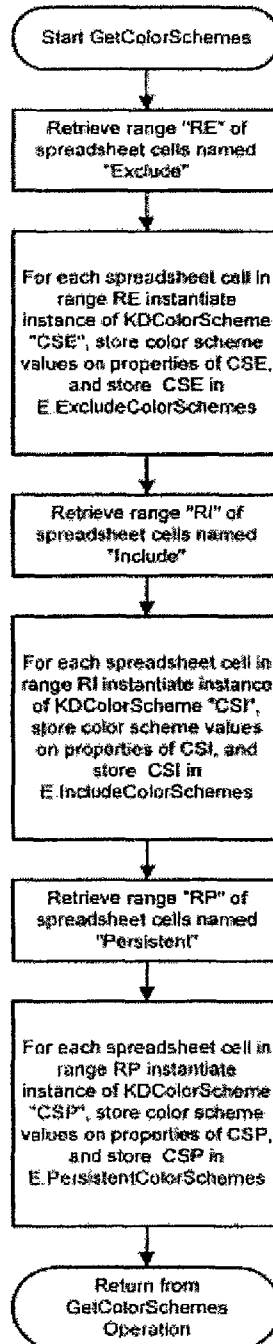 Start GetColorSchemes
Retrieve range "RE" of
spreadsheet cells named
"Exclude"
For each spreadsheet cell in
range RE instantiate
instance of KDColorScheme
"CSE", store color scheme
values on properties of CSE,
and store CSE in
E.ExcludeColorSchemes
Retrieve range "RI" of
spreadsheet cells named
"Include"
For each spreadsheet cell in
range RI instantiate instance
of KDColorScheme "CSI",
store color scheme values
on properties of CSI, and
store CSI in
E.IncludeColorSchemes
Retrieve range "RP" of
spreadsheet cells named
"Persistent"
For each spreadsheet cell in
range RP instantiate
instance of KDColorScheme
"CSP", store color scheme
values on properties of CSP,
and store CSP in
E.PersistentColorSchemes
Return from
GetColorSchemes
Operation